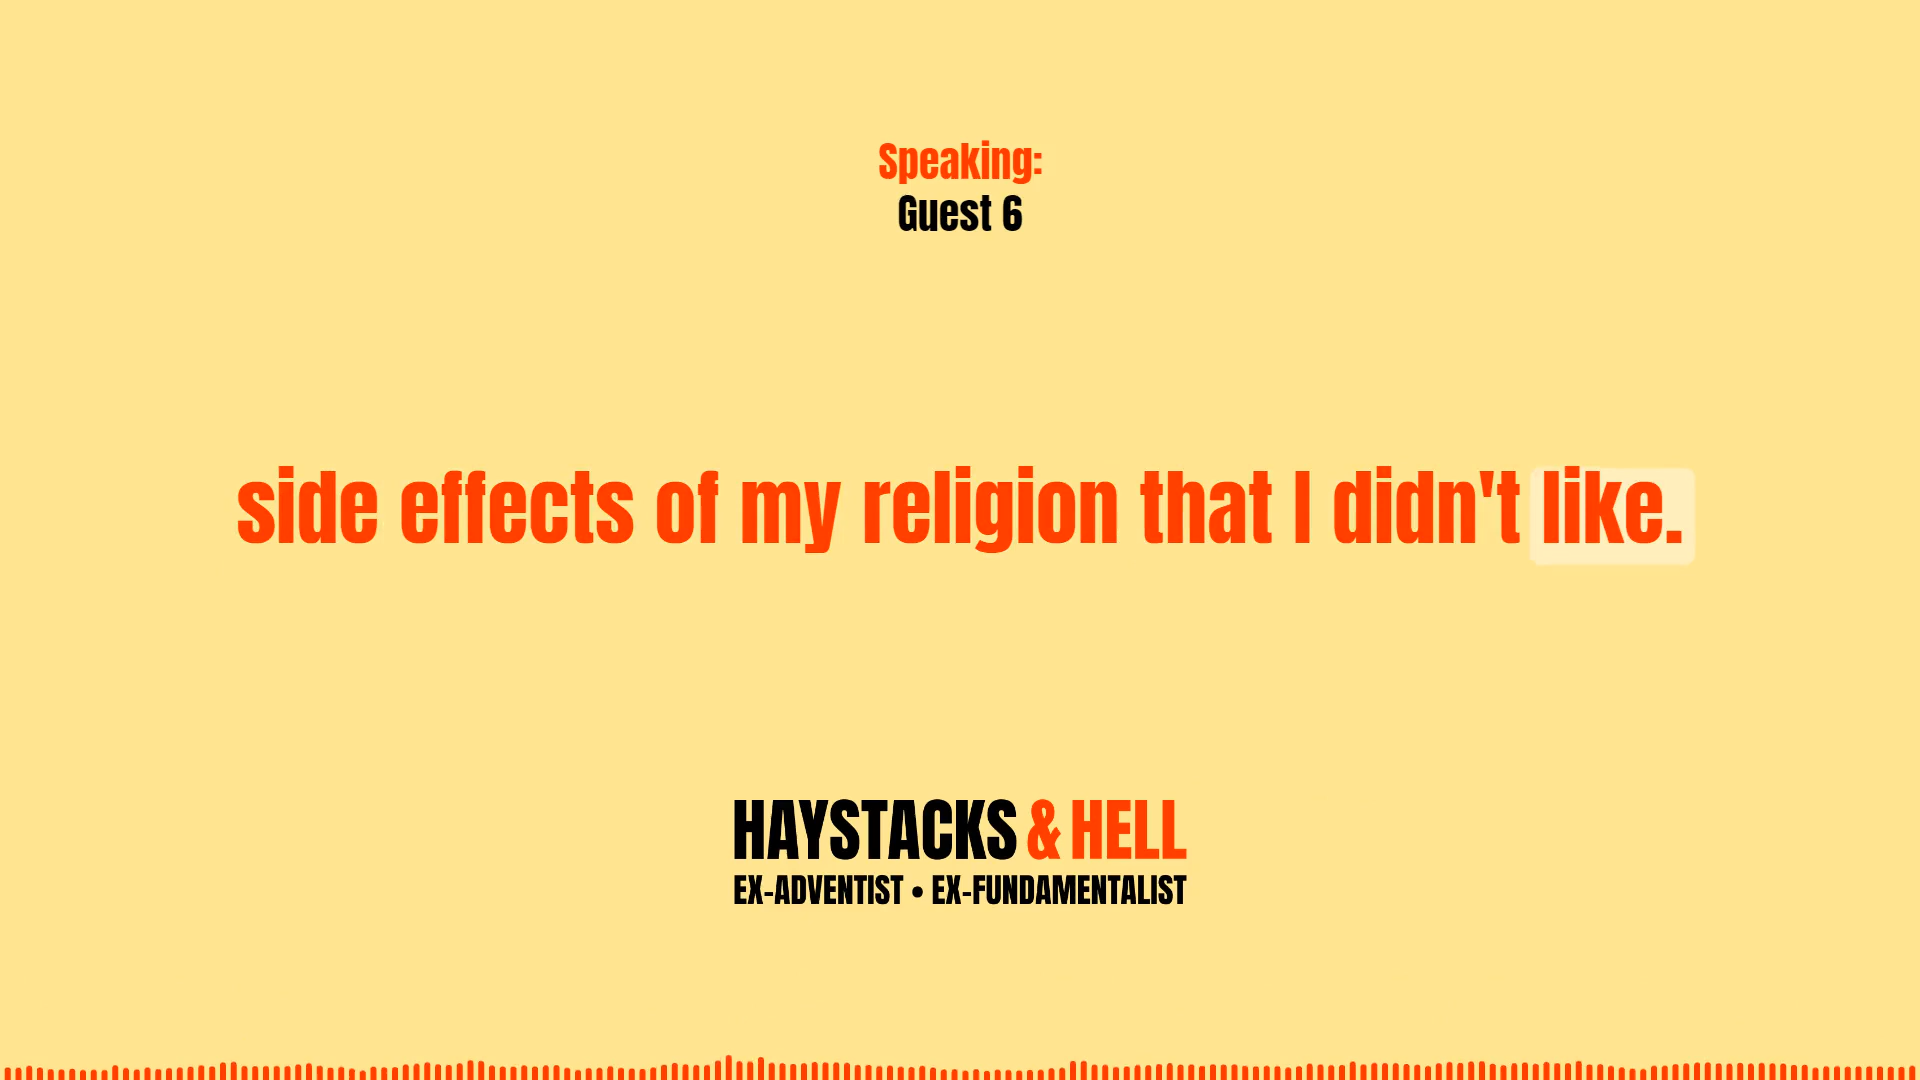 Speaking:
Guest 6
side effects of my religion that I didn't like.
HAYSTACKS & HELL
EX-ADVENTIST • EX-FUNDAMENTALIST